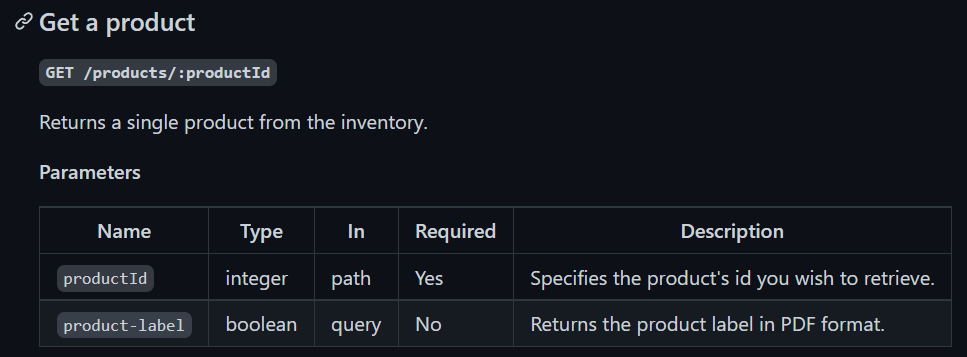 Get a product
GET /products/:productId
Returns a single product from the inventory.
Parameters
Name Type In Required Description
productId integer path Yes Specifies the product's id you wish to retrieve.
product-label boolean query No Returns the product label in PDF format.